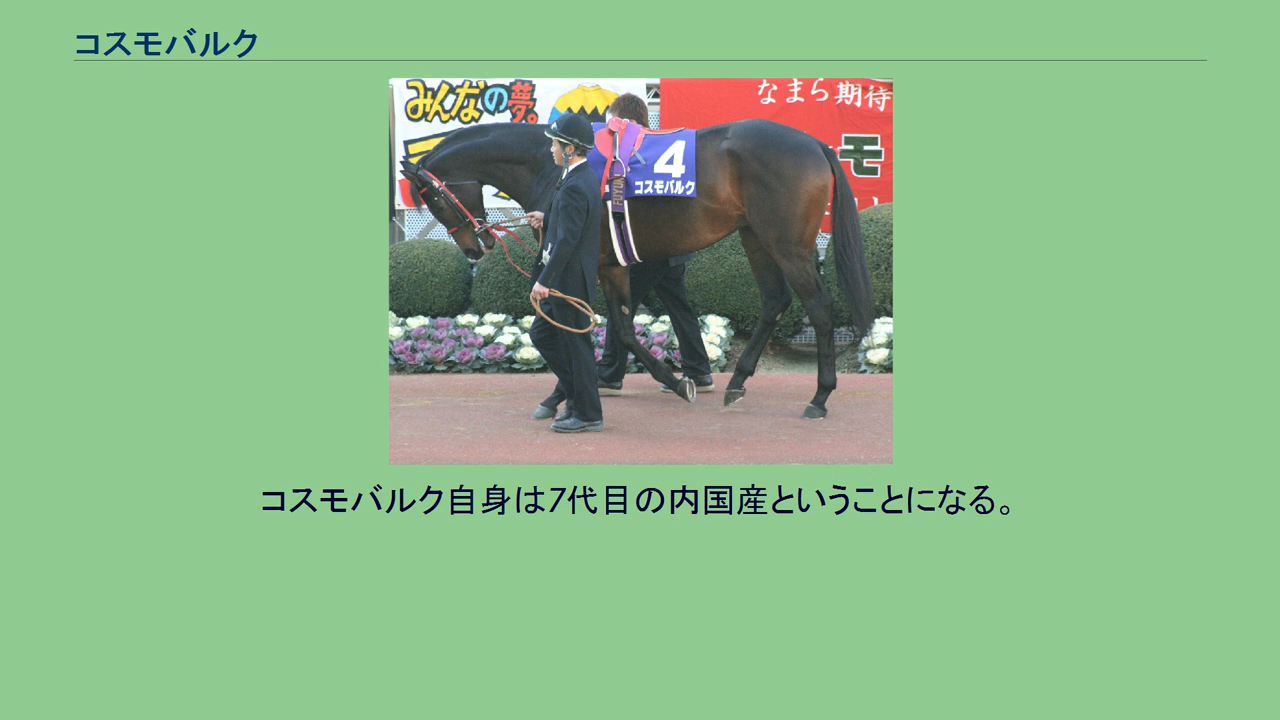 コスモバルク
みんなの夢。
なまら期待
モ
4
コスモバルク
コスモバルク自身は7代目の内国産ということになる。